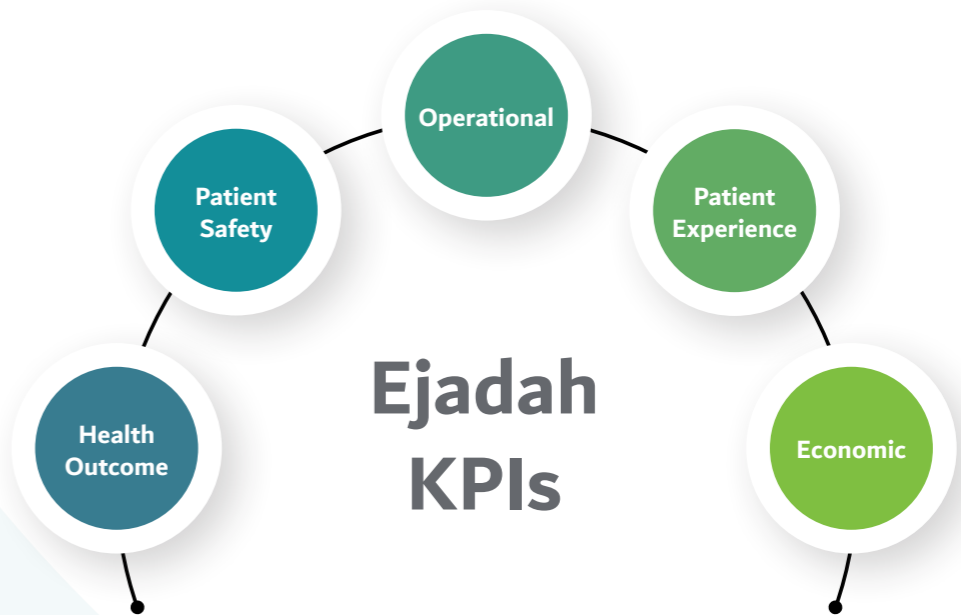 Operational
Patient
Safety
Patient
Experience
Ejadah
KPIs
Health
Outcome
Economic